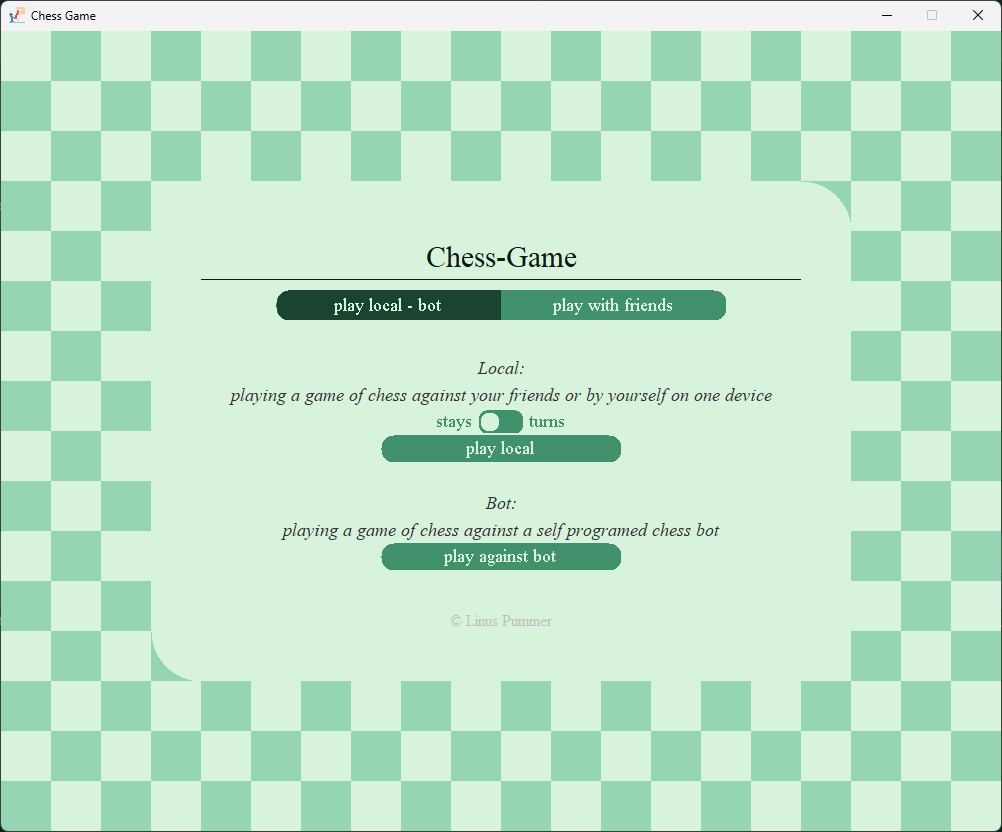 Chess Game
Chess-Game
play local - bot play with friends
Local:
playing a game of chess against your friends or by yourself on one device
stays turns
play local
Bot:
playing a game of chess against a self programed chess bot
play against bot
© Linus Pummer